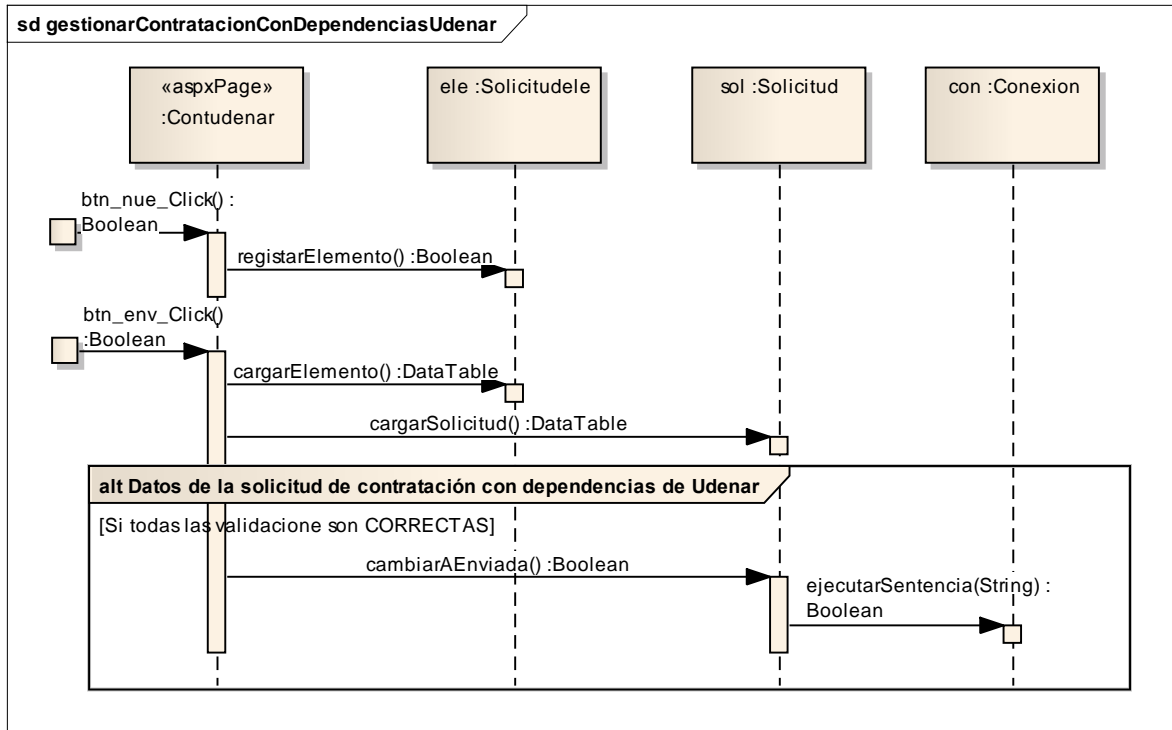 sd gestionarContratacionConDependenciasUdenar
«aspxPage»
:Contudenar
ele :Solicitudele
sol :Solicitud
con :Conexion
btn_nue_Click() :
Boolean
registarElemento() :Boolean
btn_env_Click()
:Boolean
cargarElemento() :DataTable
cargarSolicitud() :DataTable
alt Datos de la solicitud de contratación con dependencias de Udenar
[Si todas las validacione son CORRECTAS]
cambiarAEnviada() :Boolean
ejecutarSentencia(String) :
Boolean